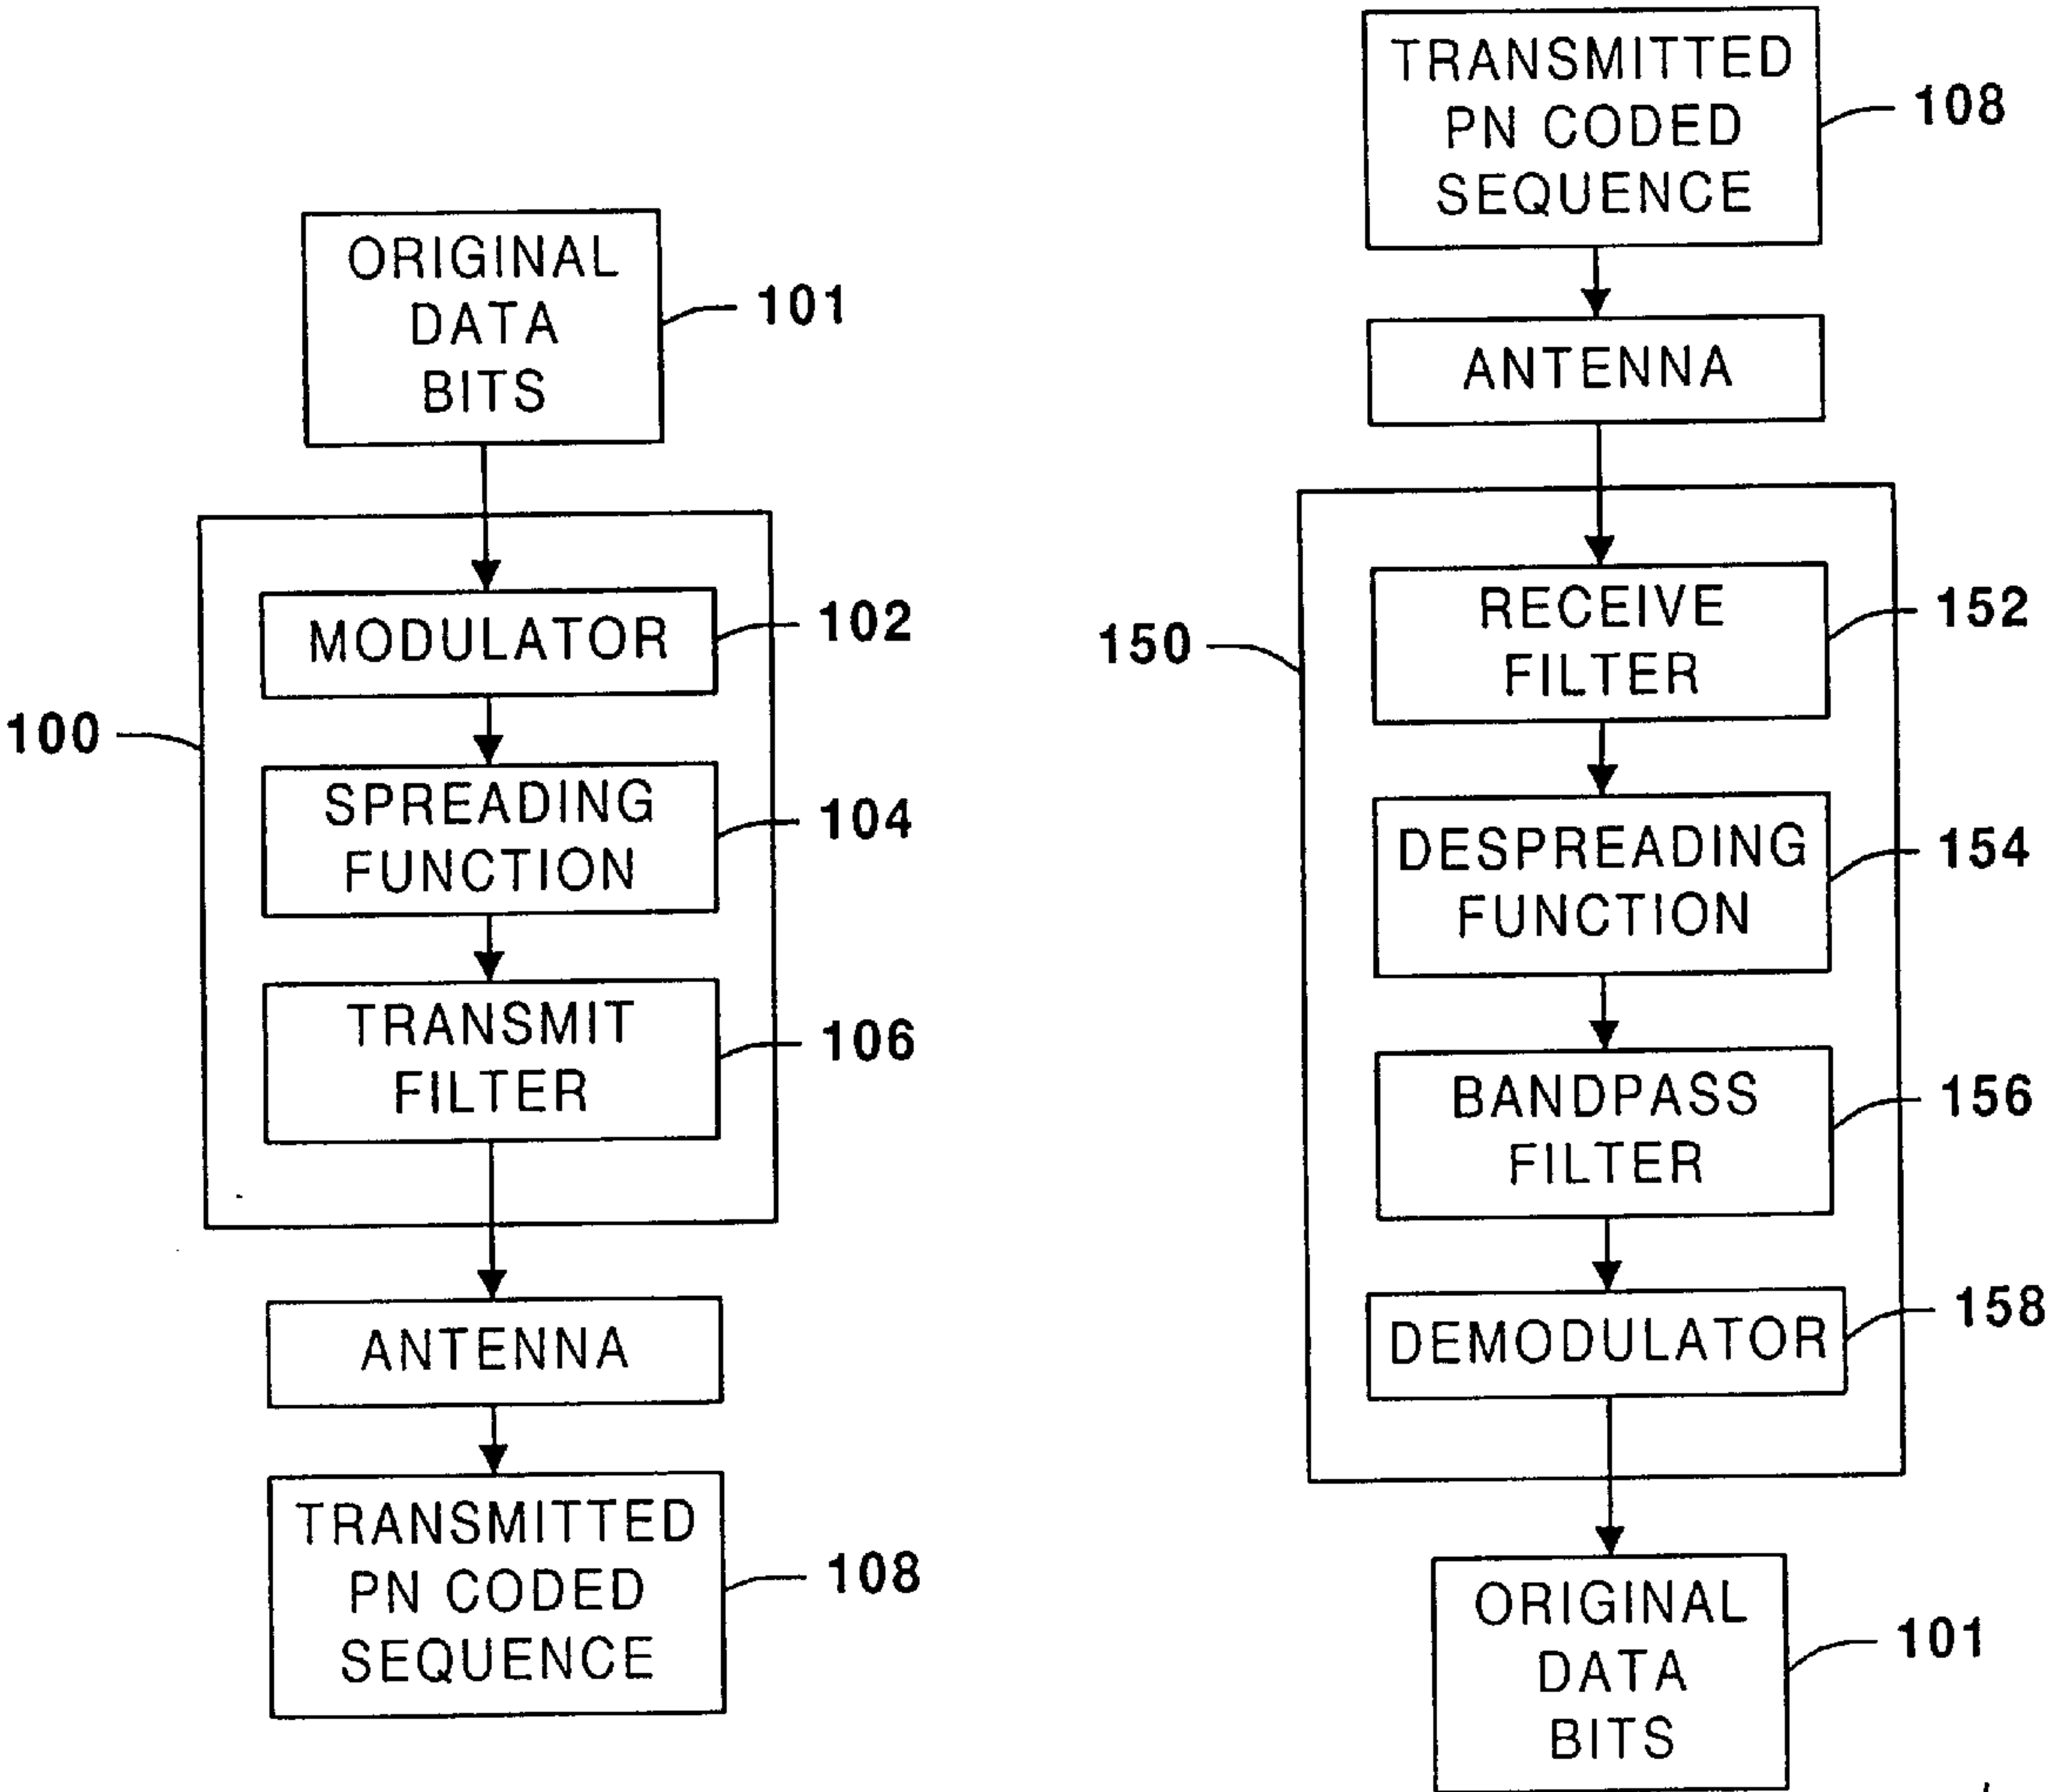 ORIGINAL
DATA
BITS
101
100
MODULATOR
102
SPREADING
FUNCTION
104
TRANSMIT
FILTER
106
ANTENNA
TRANSMITTED
PN CODED
SEQUENCE
108
TRANSMITTED
PN CODED
SEQUENCE
108
ANTENNA
150
RECEIVE
FILTER
152
DESPREADING
FUNCTION
154
BANDPASS
FILTER
156
DEMODULATOR
158
ORIGINAL
DATA
BITS
101